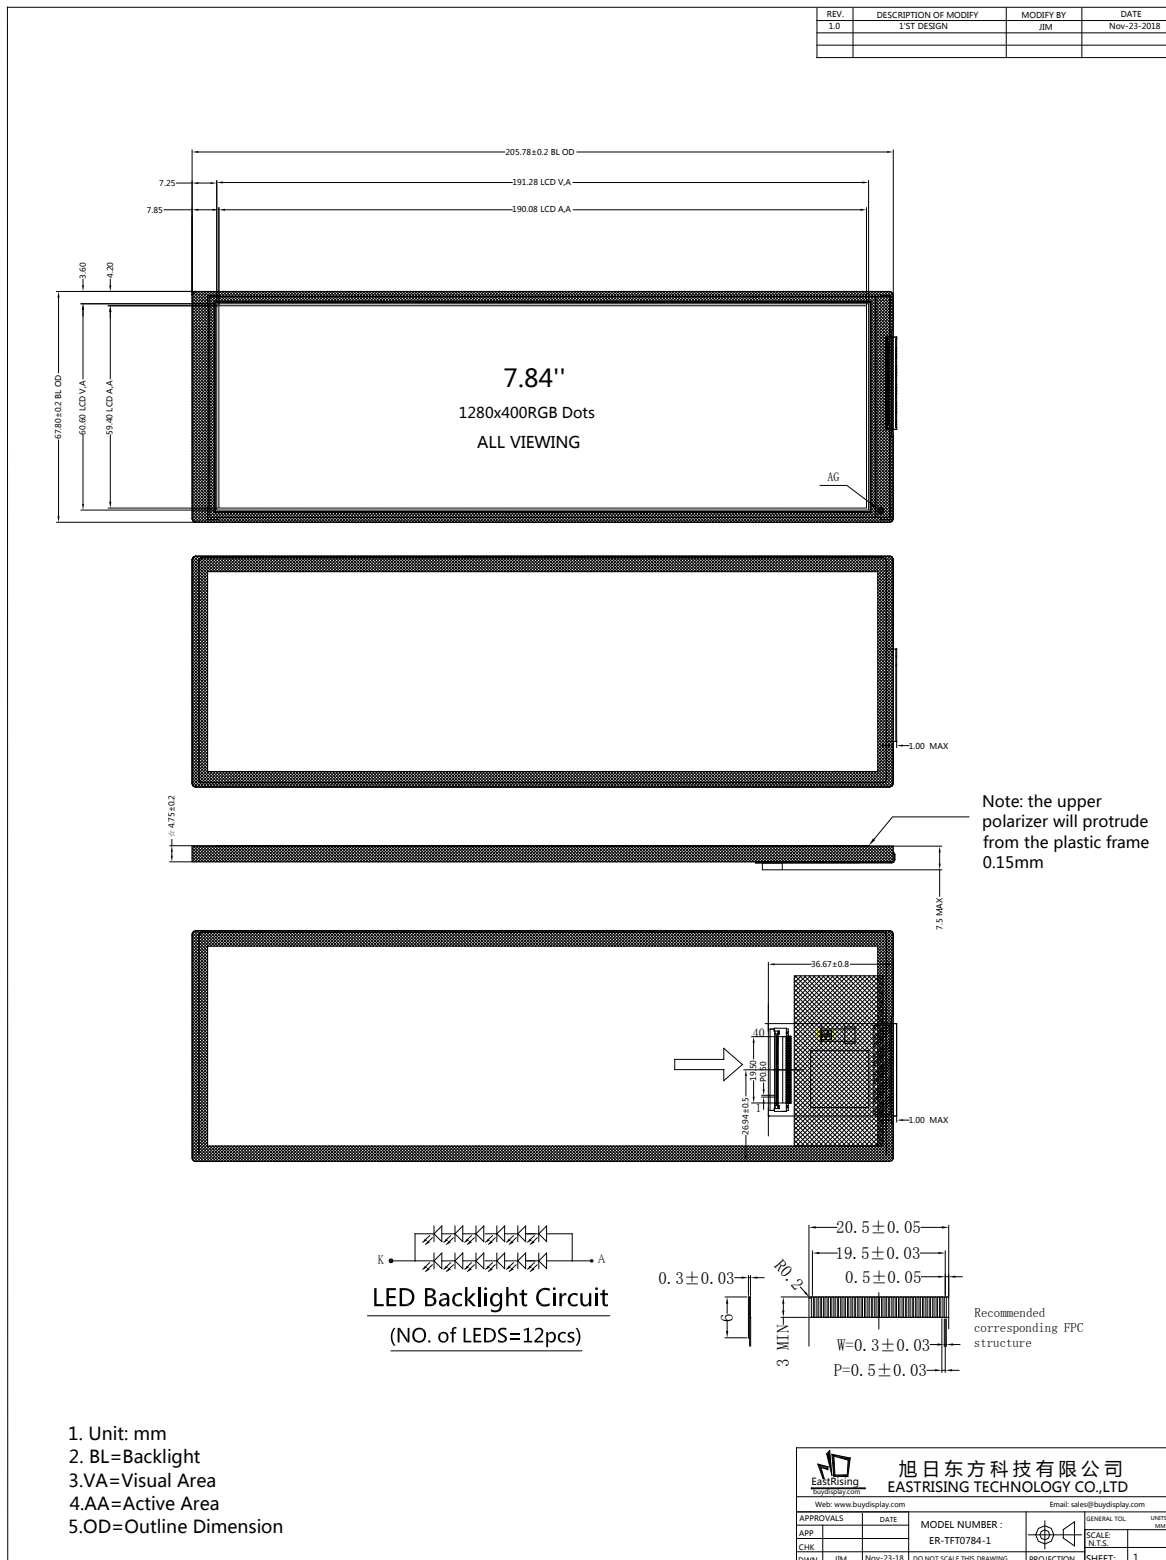 REV. DESCRIPTION OF MODIFY MODIFY BY DATE
1.0 1'ST DESIGN JIM Nov-23-2018
205.78±0.2 BL OD
7.25
191.28 LCD V,A
7.85
190.08 LCD A,A
3.60
4.20
67.80±0.2 BL OD
60.60 LCD V,A
59.40 LCD A,A
7.84''
1280x400RGB Dots
ALL VIEWING
AG
1.00 MAX
☆ 4.75±0.2
Note: the upper
polarizer will protrude
from the plastic frame
0.15mm
7.5 MAX
36.67±0.8
40
19.50
P0.50
1
26.94±0.5
1.00 MAX
K
A
LED Backlight Circuit
(NO. of LEDS=12pcs)
0.3±0.03
6
20.5±0.05
19.5±0.03
0.5±0.05
R0.2
3 MIN
W=0.3±0.03
P=0.5±0.03
Recommended
corresponding FPC
structure
1. Unit: mm
2. BL=Backlight
3.VA=Visual Area
4.AA=Active Area
5.OD=Outline Dimension
EastRising
buydisplay.com
旭日东方科技有限公司
EASTRISING TECHNOLOGY CO.,LTD
Web: www.buydisplay.com Email: sales@buydisplay.com
APPROVALS DATE
APP
CHK
DWN JIM Nov-23-18
MODEL NUMBER :
ER-TFT0784-1
DO NOT SCALE THIS DRAWING
PROJECTION
GENERAL TOL. UNITS
MM
SCALE:
N.T.S.
SHEET: 1